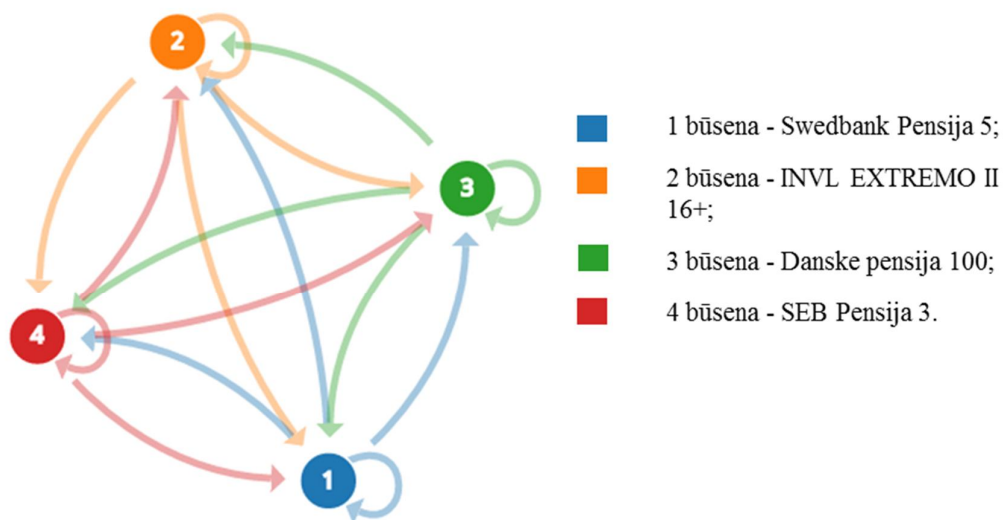 2
3
4
1
1 būsena - Swedbank Pensija 5;
2 būsena - INVL EXTREMO II
16+;
3 būsena - Danske pensija 100;
4 būsena - SEB Pensija 3.